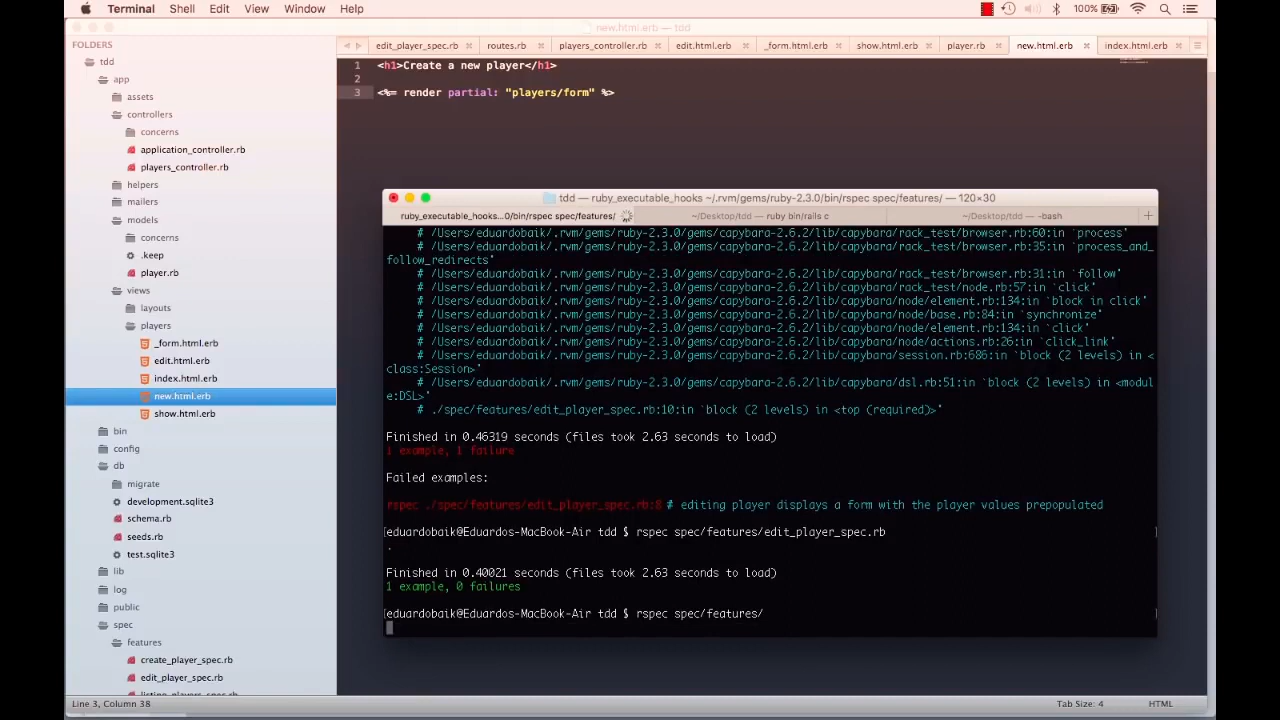 Terminal Shell Edit View Window Help 100%
new.html.erb — tdd
FOLDERS
tdd
app
assets
controllers
concerns
application_controller.rb
players_controller.rb
helpers
mailers
models
concerns
.keep
player.rb
views
layouts
players
_form.html.erb
edit.html.erb
index.html.erb
new.html.erb
show.html.erb
bin
config
db
migrate
development.sqlite3
schema.rb
seeds.rb
test.sqlite3
lib
log
public
spec
features
create_player_spec.rb
edit_player_spec.rb
listing_players_spec.rb
edit_player_spec.rb routes.rb players_controller.rb edit.html.erb _form.html.erb show.html.erb player.rb new.html.erb index.html.erb
1 <h1>Create a new player</h1>
2
3 <%= render partial: "players/form" %>
tdd — ruby_executable_hooks ~/.rvm/gems/ruby-2.3.0/bin/rspec spec/features/ — 120×30
ruby_executable_hooks...0/bin/rspec spec/features/ ~/Desktop/tdd — ruby bin/rails c ~/Desktop/tdd — -bash
# /Users/eduardobaik/.rvm/gems/ruby-2.3.0/gems/capybara-2.6.2/lib/capybara/rack_test/browser.rb:60:in `process'
# /Users/eduardobaik/.rvm/gems/ruby-2.3.0/gems/capybara-2.6.2/lib/capybara/rack_test/browser.rb:35:in `process_and_
follow_redirects'
# /Users/eduardobaik/.rvm/gems/ruby-2.3.0/gems/capybara-2.6.2/lib/capybara/rack_test/browser.rb:31:in `follow'
# /Users/eduardobaik/.rvm/gems/ruby-2.3.0/gems/capybara-2.6.2/lib/capybara/rack_test/node.rb:57:in `click'
# /Users/eduardobaik/.rvm/gems/ruby-2.3.0/gems/capybara-2.6.2/lib/capybara/node/element.rb:134:in `block in click'
# /Users/eduardobaik/.rvm/gems/ruby-2.3.0/gems/capybara-2.6.2/lib/capybara/node/base.rb:84:in `synchronize'
# /Users/eduardobaik/.rvm/gems/ruby-2.3.0/gems/capybara-2.6.2/lib/capybara/node/element.rb:134:in `click'
# /Users/eduardobaik/.rvm/gems/ruby-2.3.0/gems/capybara-2.6.2/lib/capybara/node/actions.rb:26:in `click_link'
# /Users/eduardobaik/.rvm/gems/ruby-2.3.0/gems/capybara-2.6.2/lib/capybara/session.rb:686:in `block (2 levels) in <
class:Session>'
# /Users/eduardobaik/.rvm/gems/ruby-2.3.0/gems/capybara-2.6.2/lib/capybara/dsl.rb:51:in `block (2 levels) in <modul
e:DSL>'
# ./spec/features/edit_player_spec.rb:10:in `block (2 levels) in <top (required)>'
Finished in 0.46319 seconds (files took 2.63 seconds to load)
1 example, 1 failure
Failed examples:
rspec ./spec/features/edit_player_spec.rb:8 # editing player displays a form with the player values prepopulated
[eduardobaik@Eduardos-MacBook-Air tdd $ rspec spec/features/edit_player_spec.rb ]
.
Finished in 0.40021 seconds (files took 2.63 seconds to load)
1 example, 0 failures
[eduardobaik@Eduardos-MacBook-Air tdd $ rspec spec/features/ ]
Line 3, Column 38 Tab Size: 4 HTML